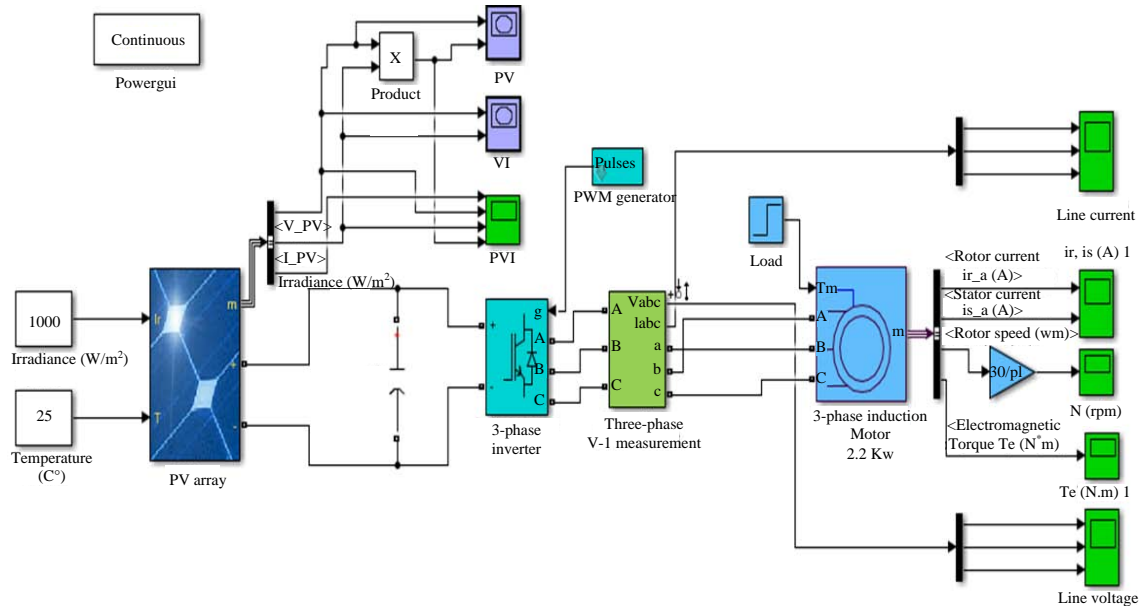 Continuous
Powergui
X
Product
PV
VI
PVI
<V_PV>
<I_PV>
Irradiance (W/m²)
Pulses
PWM generator
Load
Line current
1000
Irradiance (W/m²)
25
Temperature
(C°)
Ir
T
m
+
-
PV array
g
+
-
A
B
C
3-phase
inverter
A
B
C
Vabc
Iabc
a
b
c
Three-phase
V-1 measurement
Tm
A
B
C
m
3-phase induction
Motor
2.2 Kw
<Rotor current
ir_a (A)>
<Stator current
is_a (A)>
<Rotor speed (wm)>
ir, is (A) 1
30/pl
N (rpm)
<Electromagnetic
Torque Te (N*m)
Te (N.m) 1
Line voltage